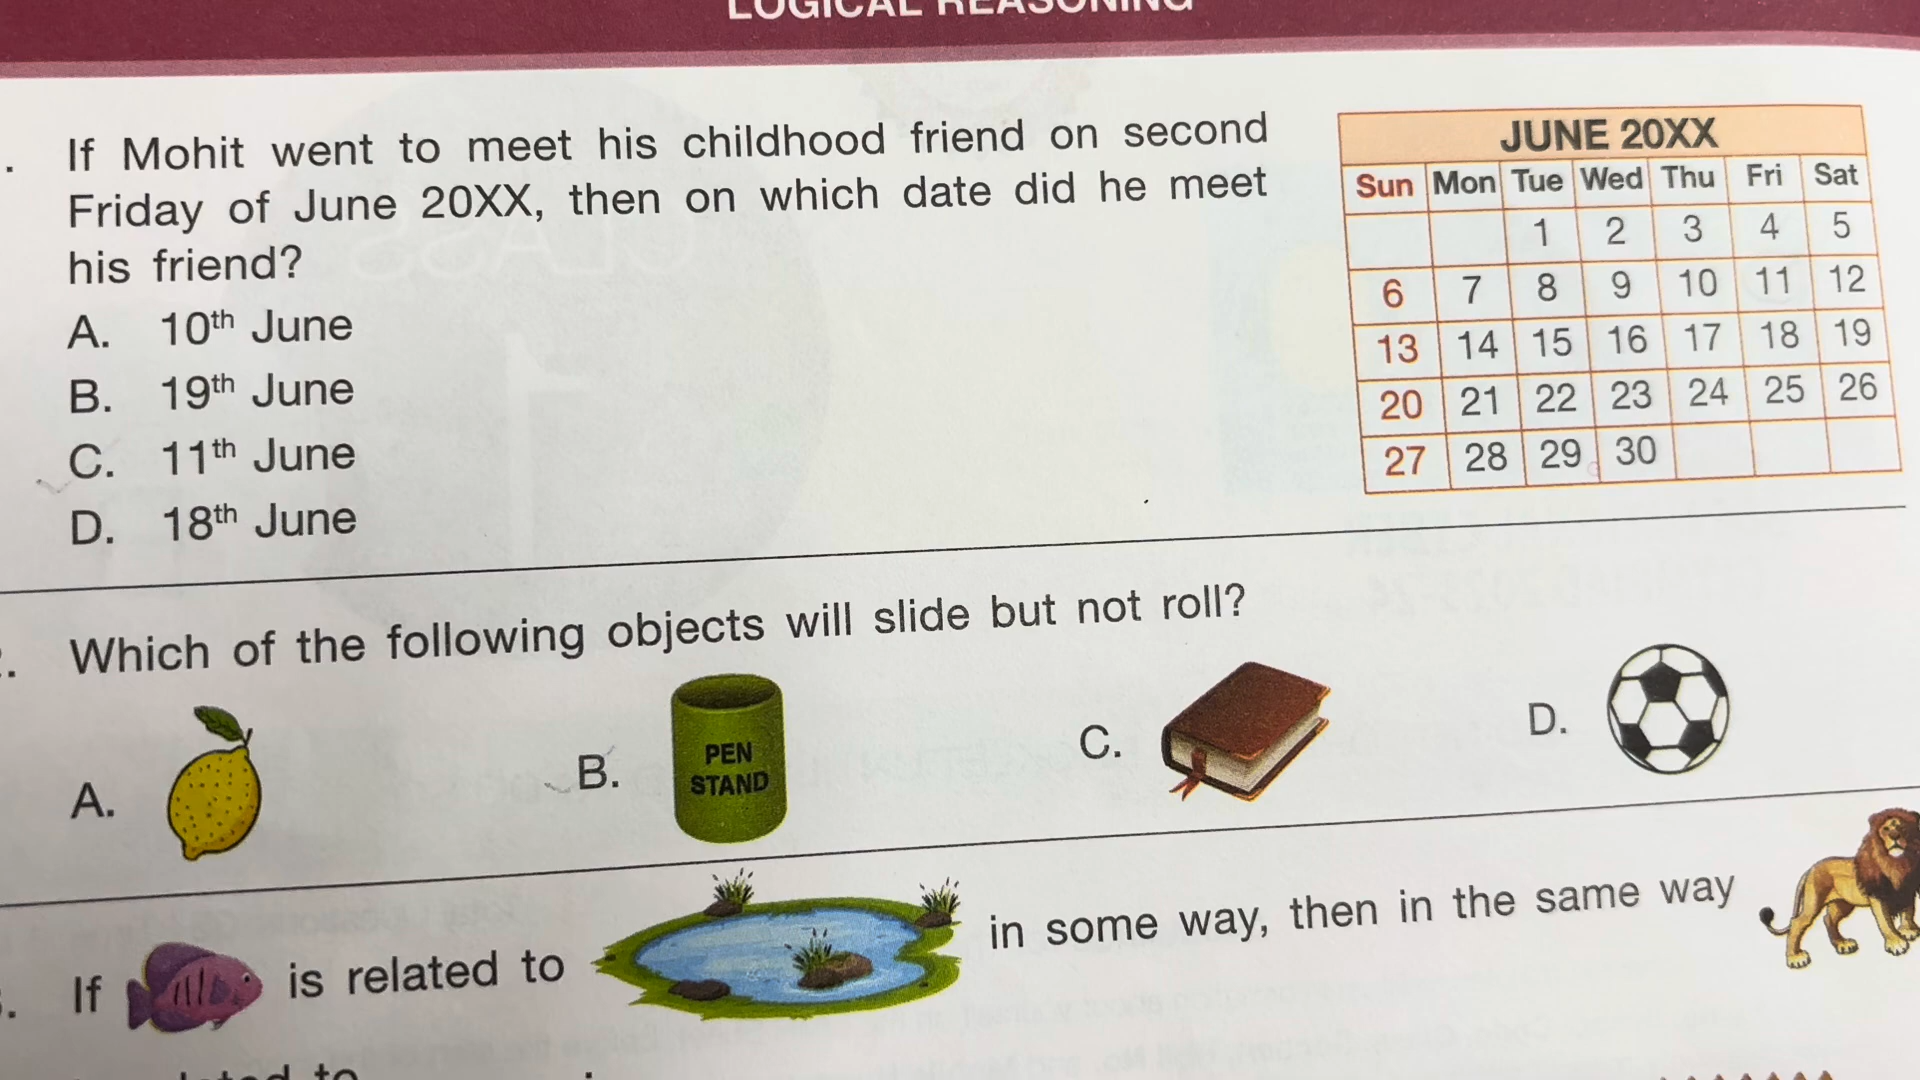 LOGICAL REASONING
If Mohit went to meet his childhood friend on second
Friday of June 20XX, then on which date did he meet
his friend?
A. 10th June
B. 19th June
C. 11th June
D. 18th June
JUNE 20XX
Sun Mon Tue Wed Thu Fri Sat
1 2 3 4 5
6 7 8 9 10 11 12
13 14 15 16 17 18 19
20 21 22 23 24 25 26
27 28 29 30
Which of the following objects will slide but not roll?
A.
B.
PEN
STAND
C.
D.
If is related to in some way, then in the same way
to